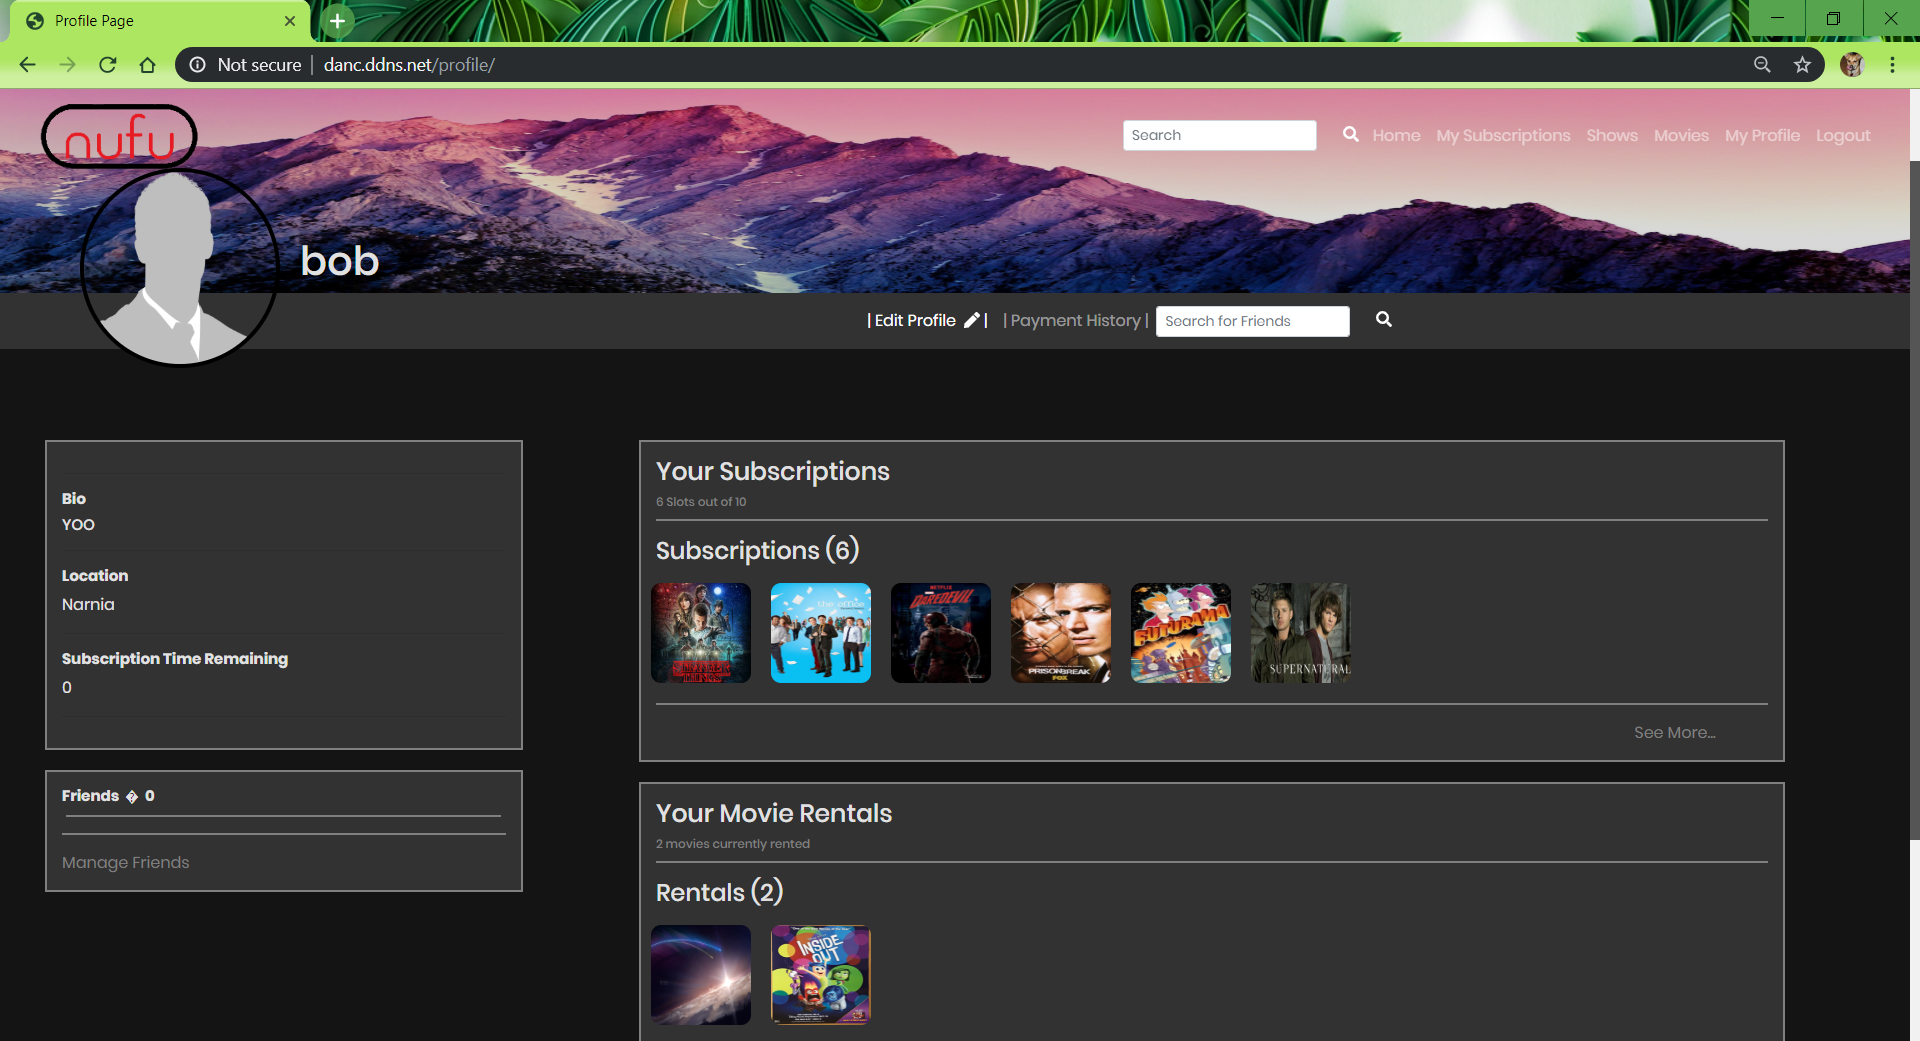 Profile Page
Not secure | danc.ddns.net/profile/
nufu
Search
Home My Subscriptions Shows Movies My Profile Logout
bob
| Edit Profile | | Payment History | Search for Friends
Bio
YOO
Location
Narnia
Subscription Time Remaining
0
Friends � 0
Manage Friends
Your Subscriptions
6 Slots out of 10
Subscriptions (6)
STRANGER THINGS
the office
NETFLIX
DAREDEVIL
PRISON BREAK
FOX
FUTURAMA
SUPERNATURAL
See More...
Your Movie Rentals
2 movies currently rented
Rentals (2)
INSIDE OUT